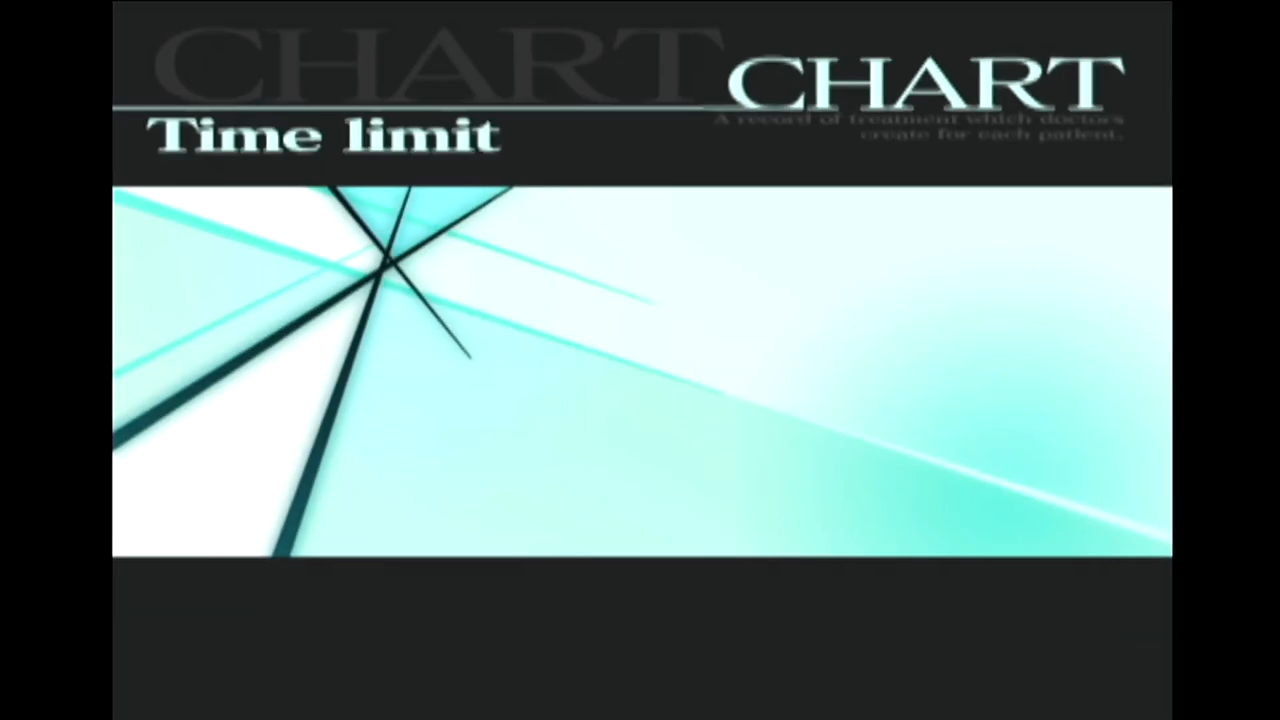 CHART
CHART
Time limit
A record of treatment which doctors
create for each patient.